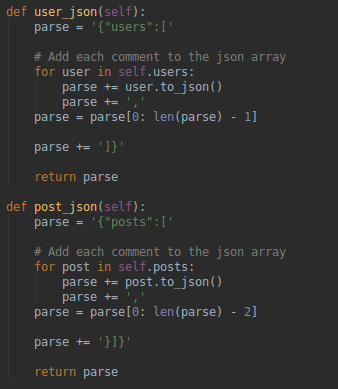 def user_json(self):
    parse = '{"users":['

    # Add each comment to the json array
    for user in self.users:
        parse += user.to_json()
        parse += ','
    parse = parse[0: len(parse) - 1]

    parse += ']}'

    return parse

def post_json(self):
    parse = '{"posts":['

    # Add each comment to the json array
    for post in self.posts:
        parse += post.to_json()
        parse += ','
    parse = parse[0: len(parse) - 2]

    parse += '}]}'

    return parse